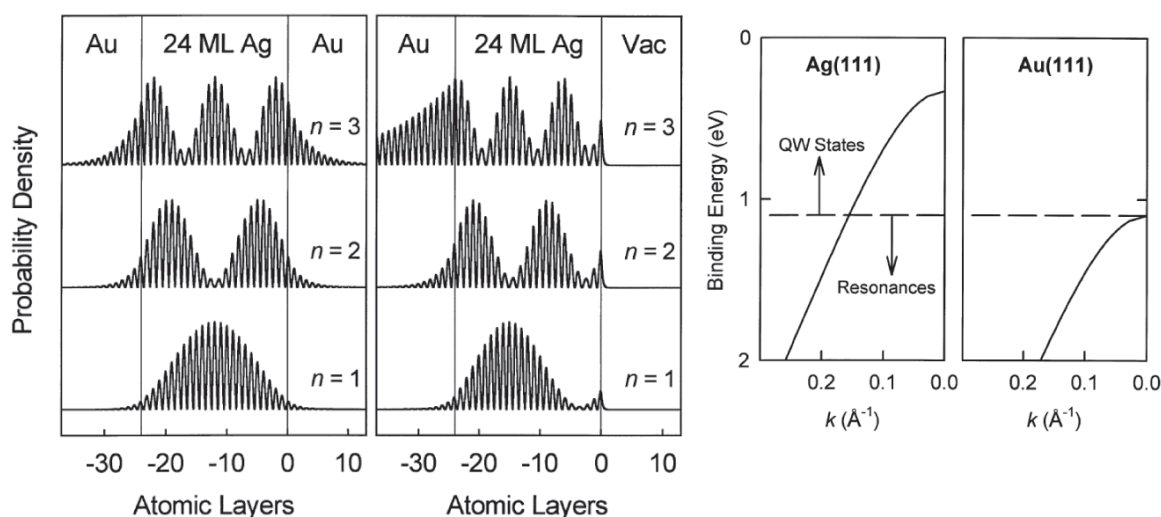 Au 24 ML Ag Au
n = 3
n = 2
n = 1
Au 24 ML Ag Vac
n = 3
n = 2
n = 1
Probability Density
-30 -20 -10 0 10
Atomic Layers
-30 -20 -10 0 10
Atomic Layers
Binding Energy (eV)
0
1
2
Ag(111)
QW States
Resonances
0.2 0.1 0.0
k (Å⁻¹)
Au(111)
0.2 0.1 0.0
k (Å⁻¹)